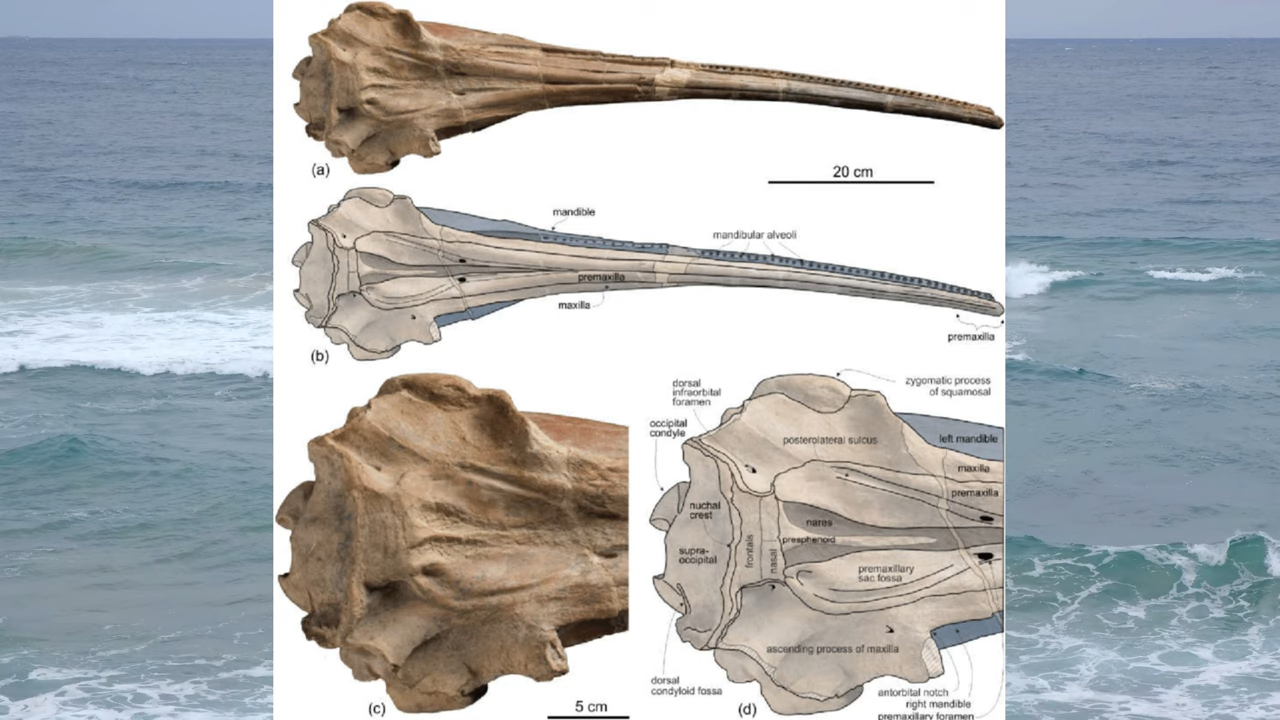 (a)
20 cm
mandible
mandibular alveoli
premaxilla
maxilla
premaxilla
(b)
dorsal
infraorbital
foramen
zygomatic process
of squamosal
occipital
condyle
posterolateral sulcus
left mandible
maxilla
premaxilla
nuchal
crest
nares
presphenoid
supra-
occipital
frontals
nasal
premaxillary
sac fossa
ascending process of maxilla
dorsal
condyloid fossa
antorbital notch
right mandible
premaxillary foramen
(c)
5 cm
(d)